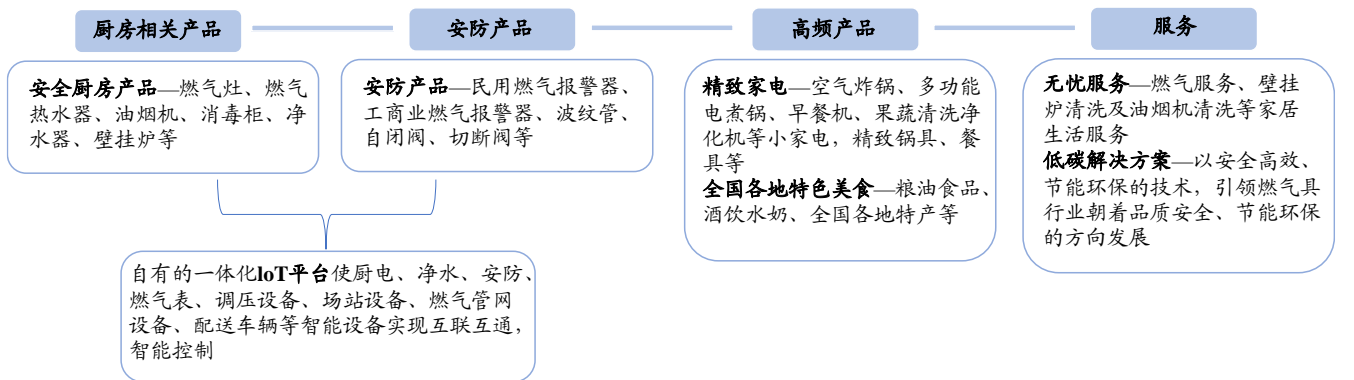 厨房相关产品
安防产品
高频产品
服务
安全厨房产品—燃气灶、燃气
热水器、油烟机、消毒柜、净
水器、壁挂炉等
安防产品—民用燃气报警器、
工商业燃气报警器、波纹管、
自闭阀、切断阀等
精致家电—空气炸锅、多功能
电煮锅、早餐机、果蔬清洗净
化机等小家电，精致锅具、餐
具等
全国各地特色美食—粮油食品、
酒饮水奶、全国各地特产等
无忧服务—燃气服务、壁挂
炉清洗及油烟机清洗等家居
生活服务
低碳解决方案—以安全高效、
节能环保的技术，引领燃气具
行业朝着品质安全、节能环保
的方向发展
自有的一体化loT平台使厨电、净水、安防、
燃气表、调压设备、场站设备、燃气管网
设备、配送车辆等智能设备实现互联互通，
智能控制